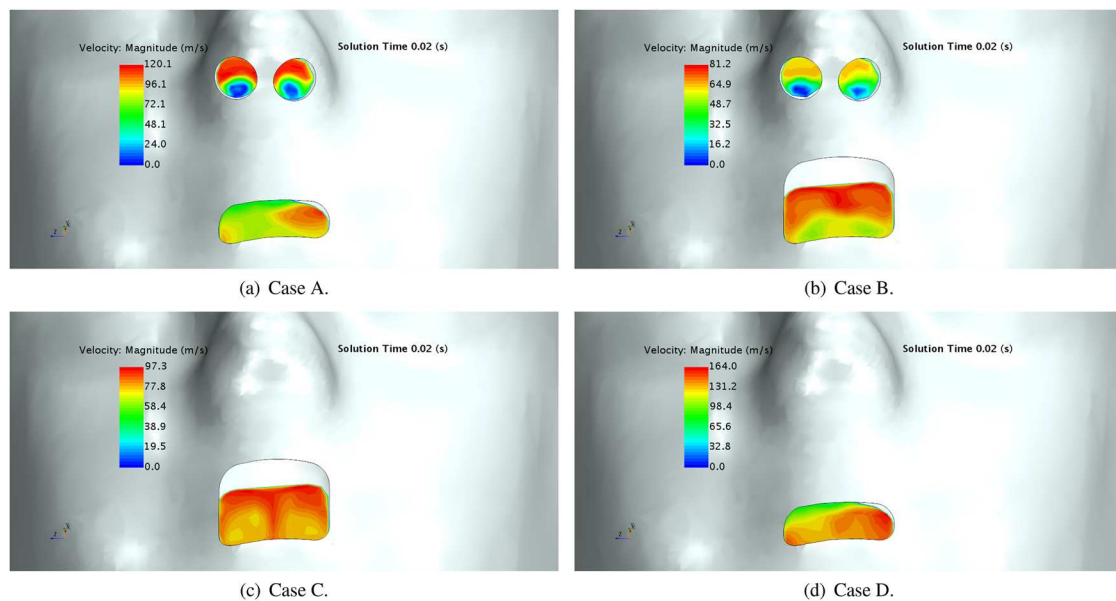 Velocity: Magnitude (m/s)
Solution Time 0.02 (s)
120.1
96.1
72.1
48.1
24.0
0.0
(a) Case A.
Velocity: Magnitude (m/s)
Solution Time 0.02 (s)
81.2
64.9
48.7
32.5
16.2
0.0
(b) Case B.
Velocity: Magnitude (m/s)
Solution Time 0.02 (s)
97.3
77.8
58.4
38.9
19.5
0.0
(c) Case C.
Velocity: Magnitude (m/s)
Solution Time 0.02 (s)
164.0
131.2
98.4
65.6
32.8
0.0
(d) Case D.